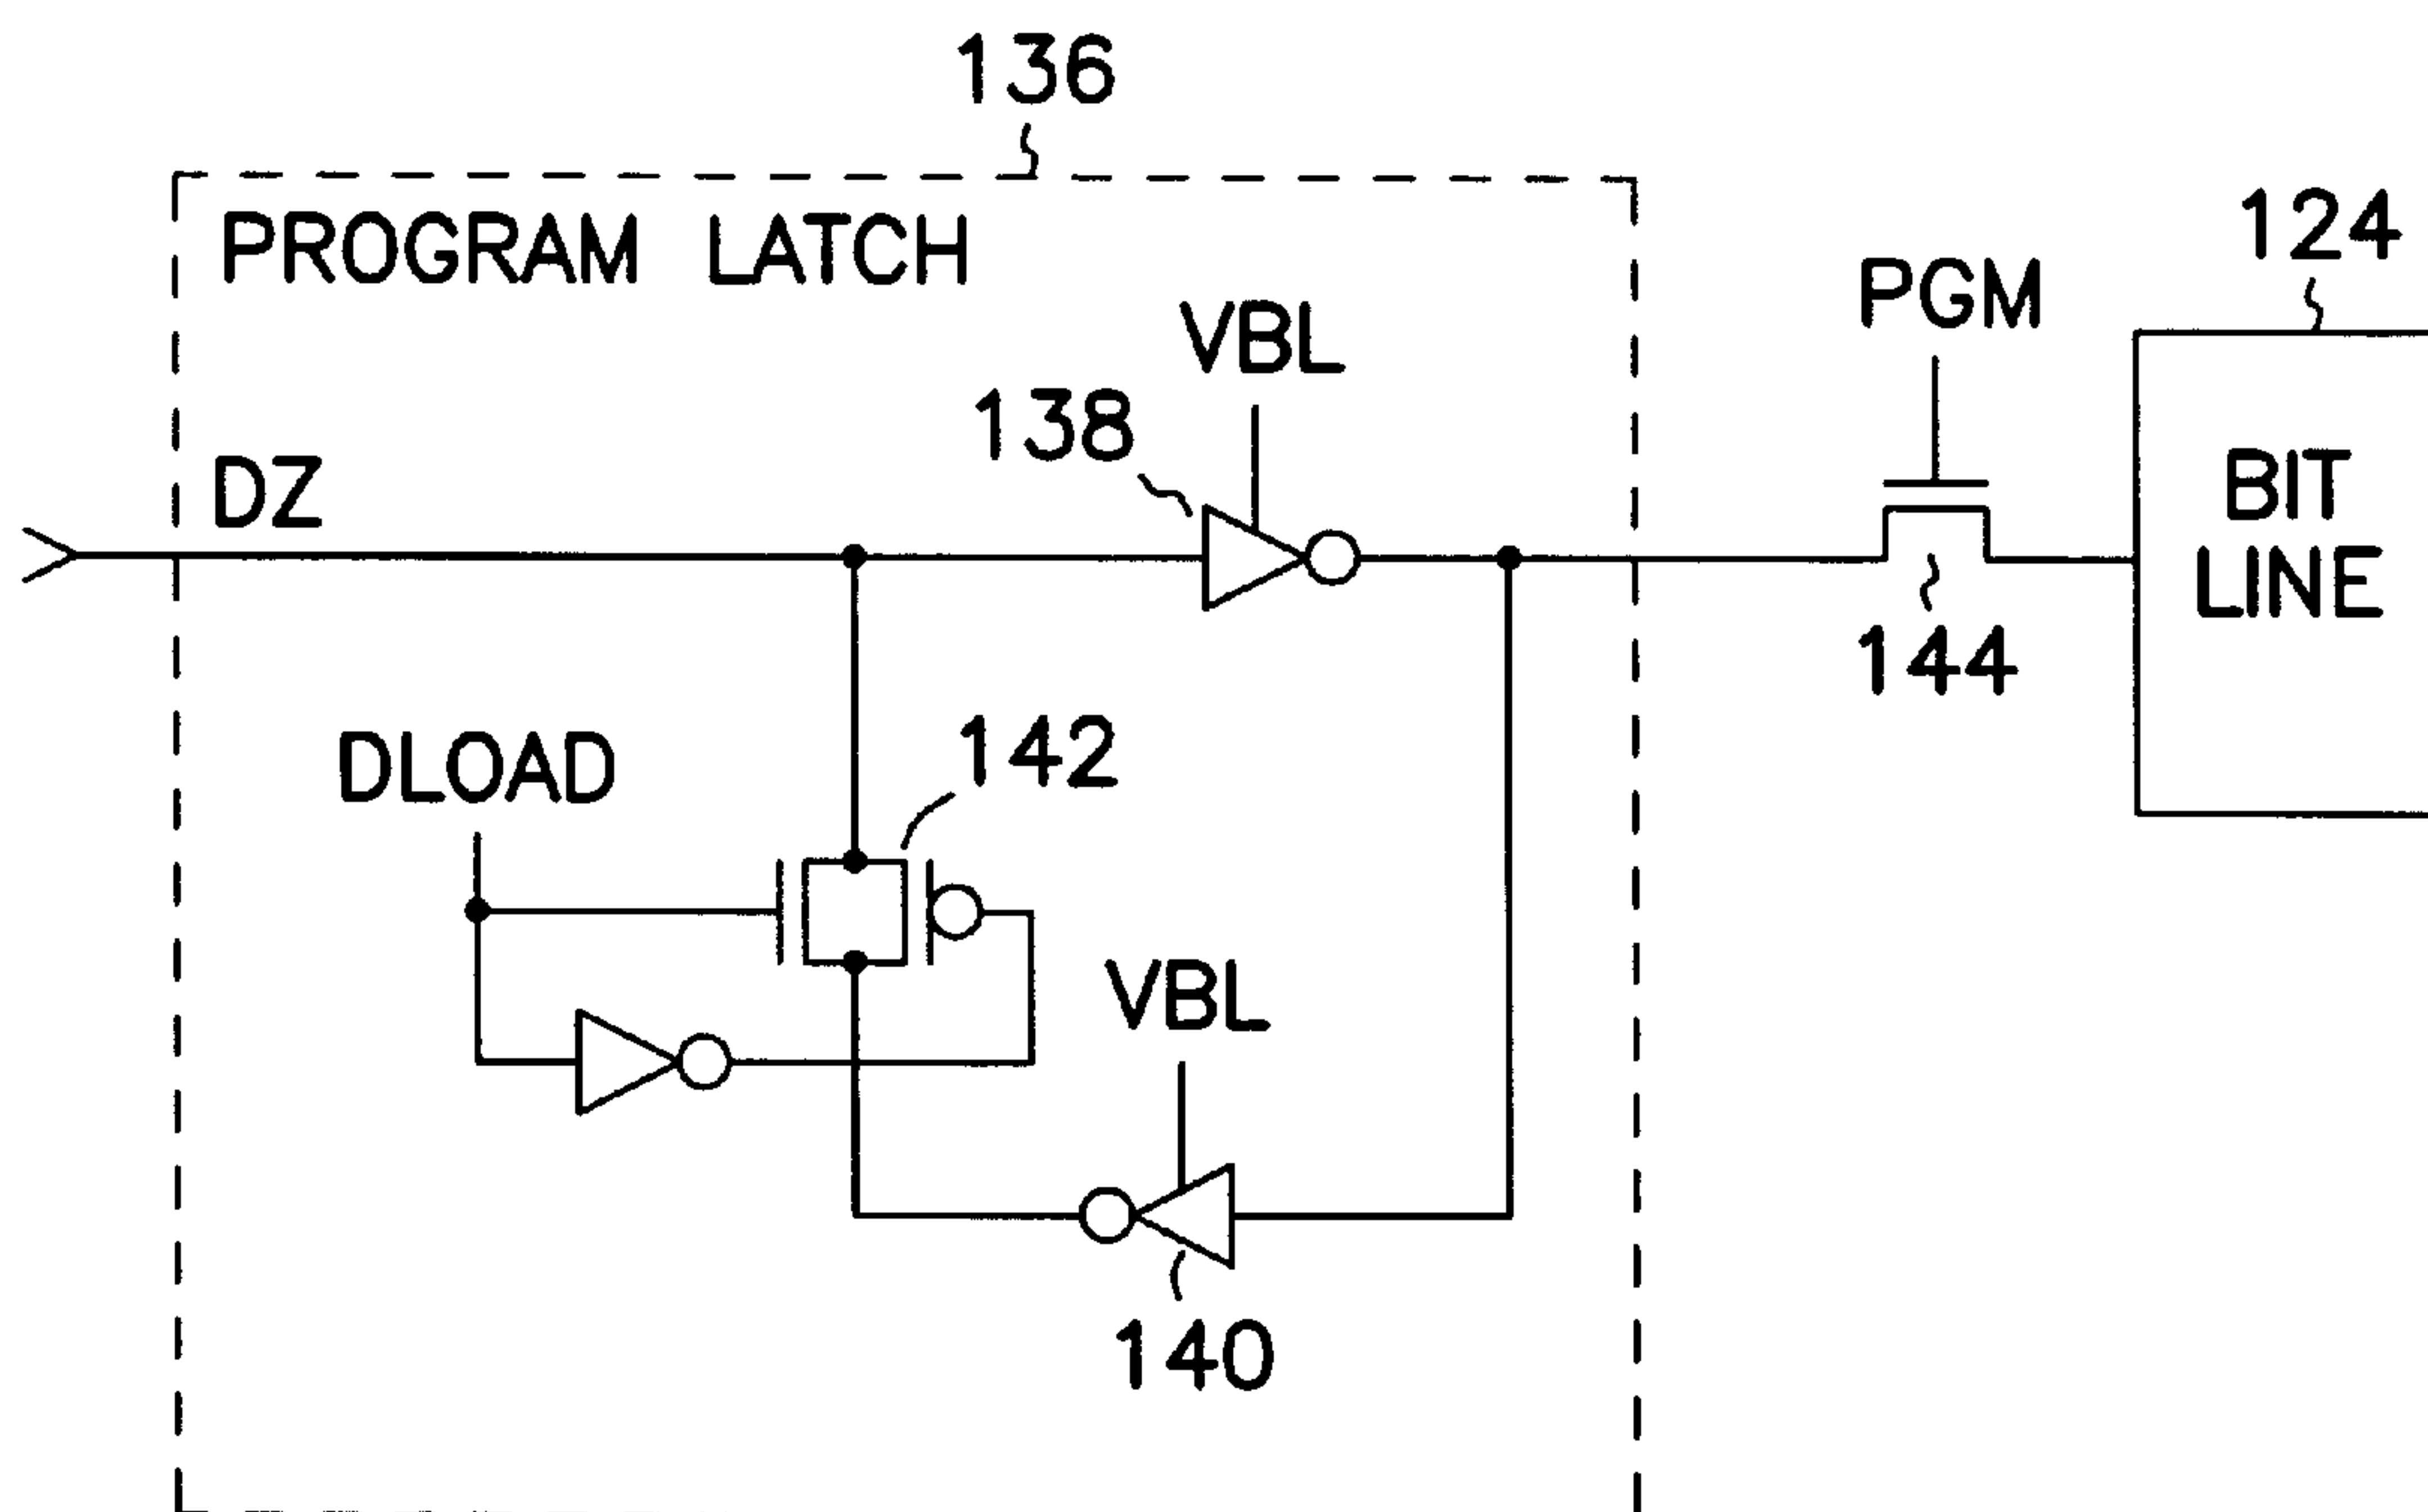 136
124
PROGRAM LATCH
PGM
VBL
138
DZ
BIT
LINE
144
142
DLOAD
VBL
140